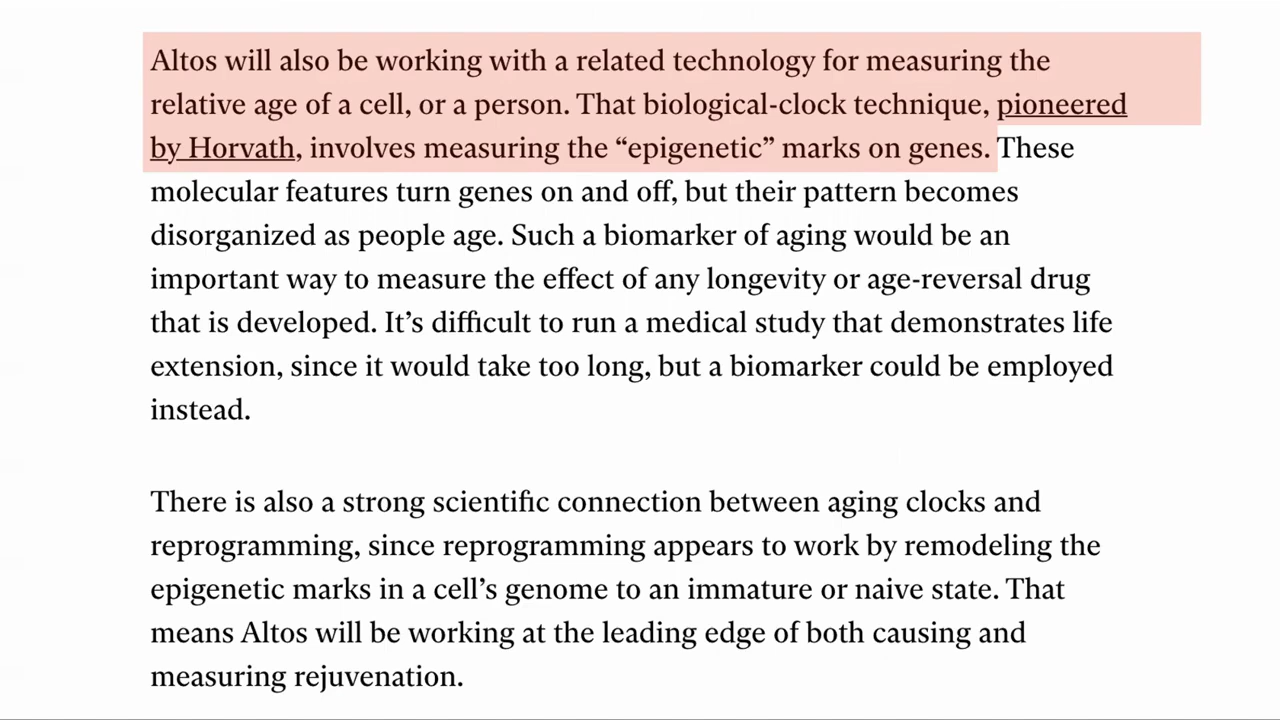 Altos will also be working with a related technology for measuring the
relative age of a cell, or a person. That biological-clock technique, pioneered
by Horvath, involves measuring the “epigenetic” marks on genes. These
molecular features turn genes on and off, but their pattern becomes
disorganized as people age. Such a biomarker of aging would be an
important way to measure the effect of any longevity or age-reversal drug
that is developed. It’s difficult to run a medical study that demonstrates life
extension, since it would take too long, but a biomarker could be employed
instead.
There is also a strong scientific connection between aging clocks and
reprogramming, since reprogramming appears to work by remodeling the
epigenetic marks in a cell’s genome to an immature or naive state. That
means Altos will be working at the leading edge of both causing and
measuring rejuvenation.